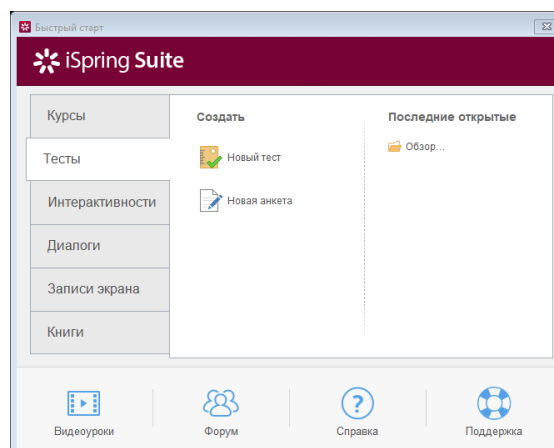 Быстрый старт
iSpring Suite
Курсы
Тесты
Интерактивности
Диалоги
Записи экрана
Книги
Создать
Новый тест
Новая анкета
Последние открытые
Обзор...
Видеоуроки
Форум
Справка
Поддержка